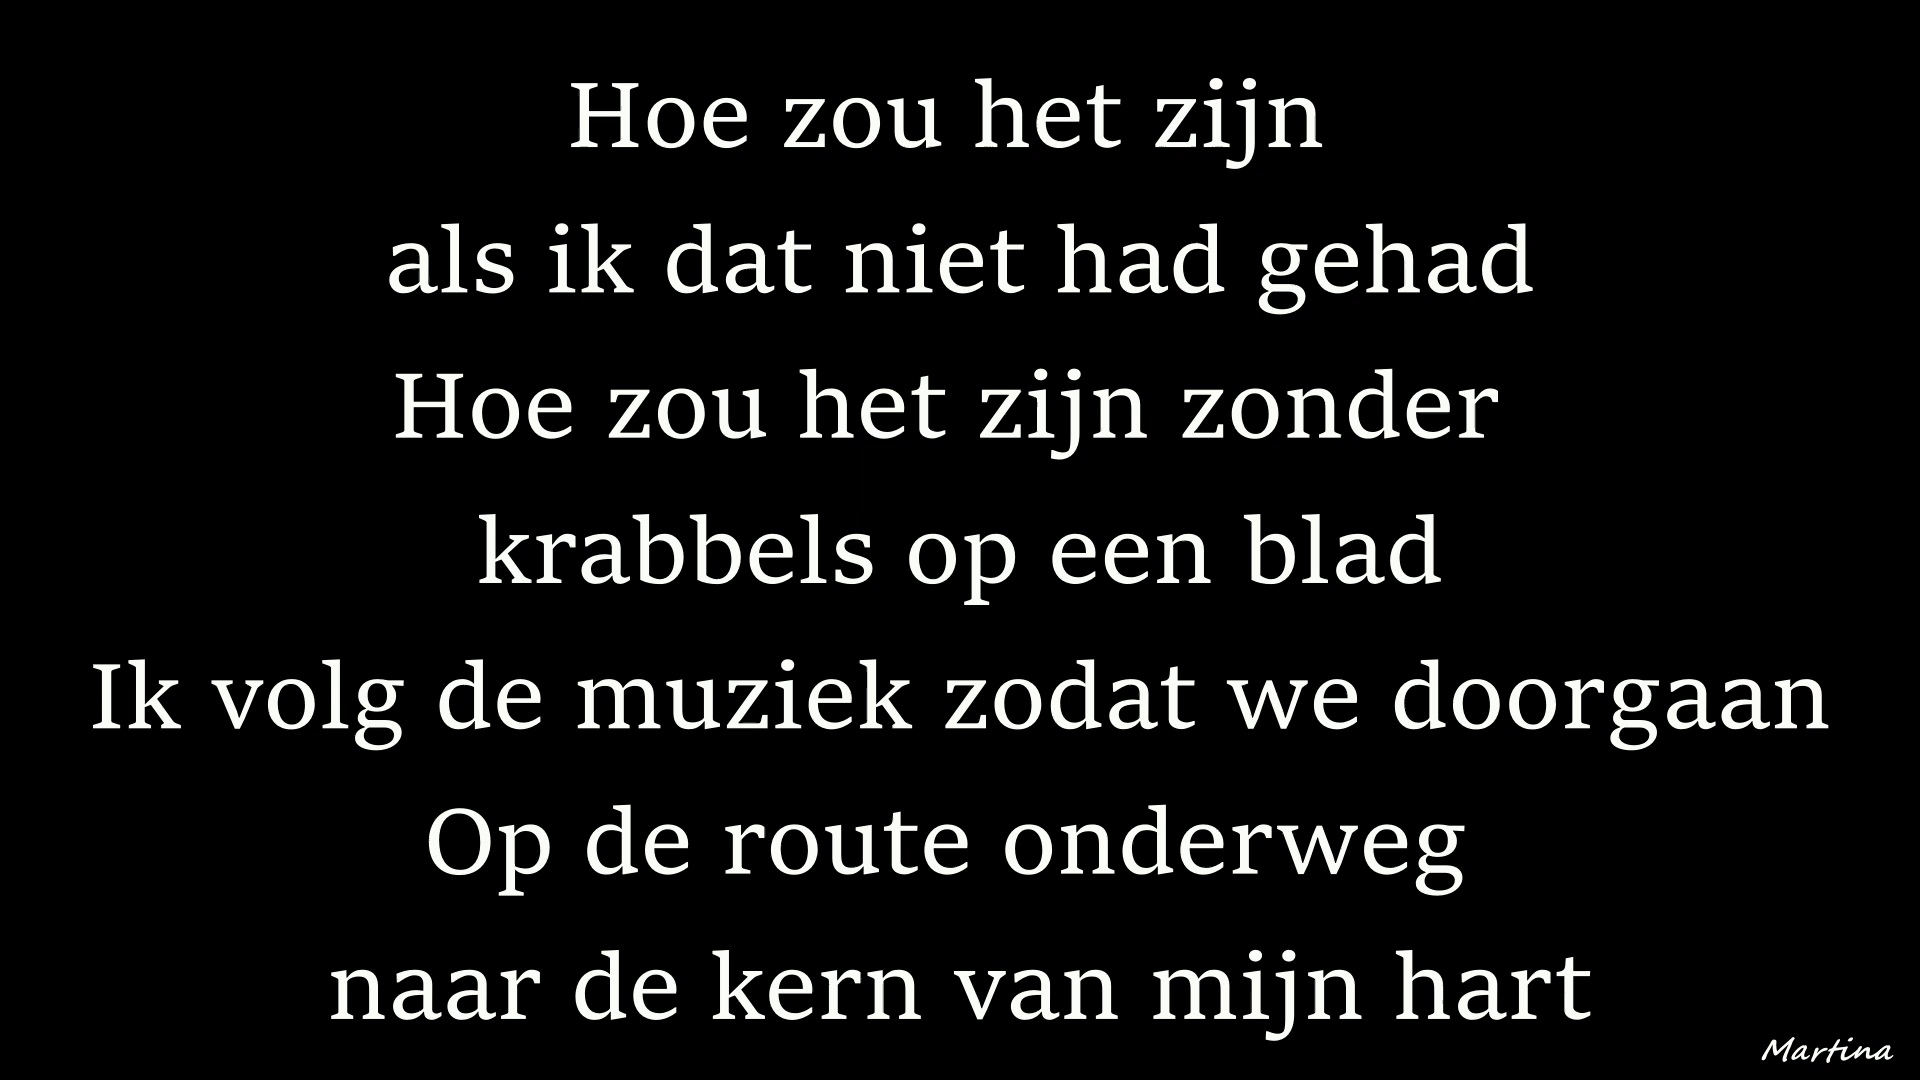 Hoe zou het zijn
als ik dat niet had gehad
Hoe zou het zijn zonder
krabbels op een blad
Ik volg de muziek zodat we doorgaan
Op de route onderweg
naar de kern van mijn hart
Martina